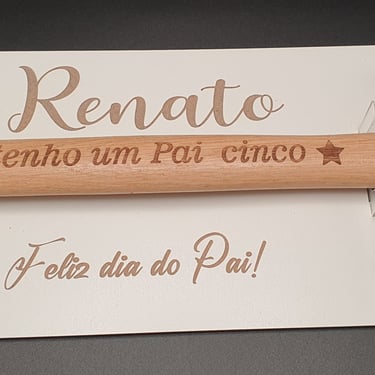 Renato
Tenho um Pai cinco ★
Feliz dia do Pai!